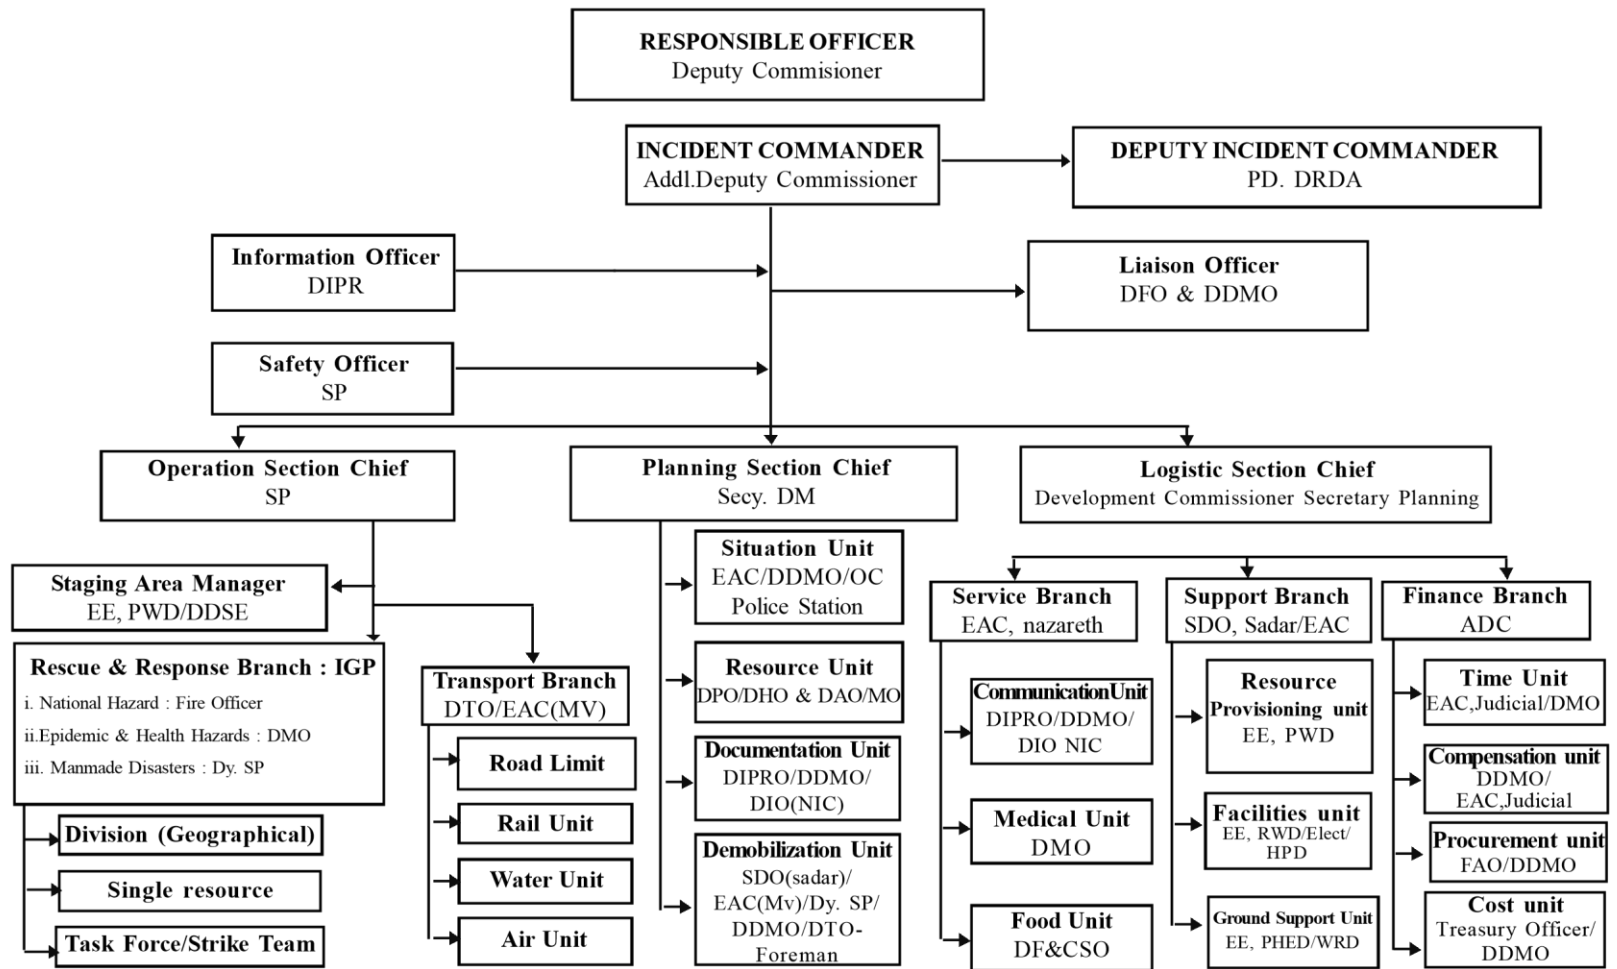 RESPONSIBLE OFFICER
Deputy Commisioner
INCIDENT COMMANDER
Addl.Deputy Commissioner
DEPUTY INCIDENT COMMANDER
PD. DRDA
Information Officer
DIPR
Liaison Officer
DFO & DDMO
Safety Officer
SP
Operation Section Chief
SP
Planning Section Chief
Secy. DM
Logistic Section Chief
Development Commissioner Secretary Planning
Staging Area Manager
EE, PWD/DDSE
Rescue & Response Branch : IGP
i. National Hazard : Fire Officer
ii.Epidemic & Health Hazards : DMO
iii. Manmade Disasters : Dy. SP
Division (Geographical)
Single resource
Task Force/Strike Team
Transport Branch
DTO/EAC(MV)
Road Limit
Rail Unit
Water Unit
Air Unit
Situation Unit
EAC/DDMO/OC
Police Station
Resource Unit
DPO/DHO & DAO/MO
Documentation Unit
DIPRO/DDMO/
DIO(NIC)
Demobilization Unit
SDO(sadar)/
EAC(Mv)/Dy. SP/
DDMO/DTO-
Foreman
Service Branch
EAC, nazareth
Communication Unit
DIPRO/DDMO/
DIO NIC
Medical Unit
DMO
Food Unit
DF&CSO
Support Branch
SDO, Sadar/EAC
Resource
Provisioning unit
EE, PWD
Facilities unit
EE, RWD/Elect/
HPD
Ground Support Unit
EE, PHED/WRD
Finance Branch
ADC
Time Unit
EAC,Judicial/DMO
Compensation unit
DDMO/
EAC,Judicial
Procurement unit
FAO/DDMO
Cost unit
Treasury Officer/
DDMO